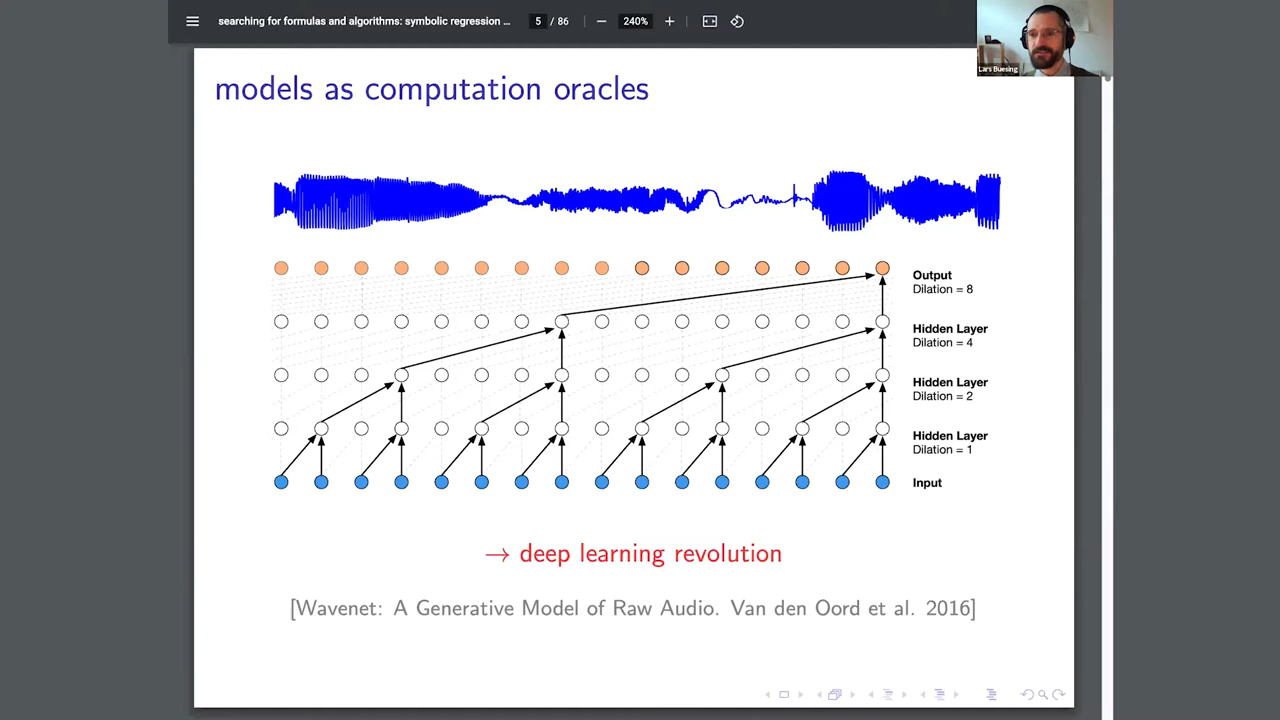 searching for formulas and algorithms: symbolic regression ... 5 / 86 240%
Lars Buesing
models as computation oracles
Output
Dilation = 8
Hidden Layer
Dilation = 4
Hidden Layer
Dilation = 2
Hidden Layer
Dilation = 1
Input
→ deep learning revolution
[Wavenet: A Generative Model of Raw Audio. Van den Oord et al. 2016]